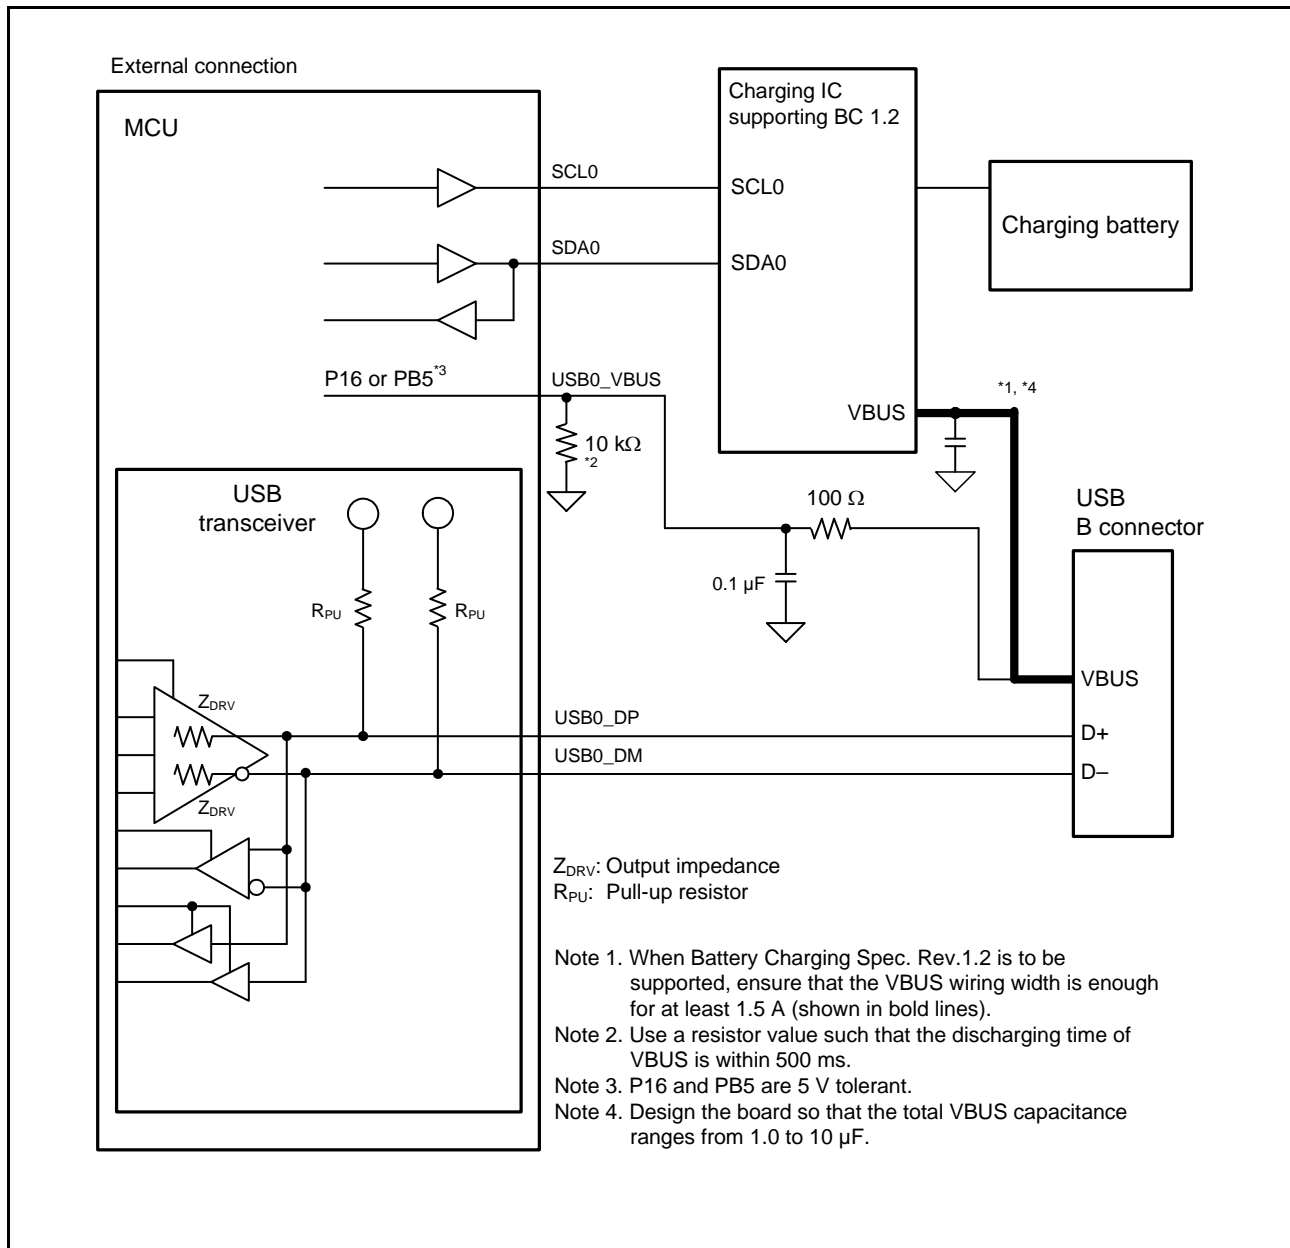 External connection
MCU
Charging IC
supporting BC 1.2
SCL0
SCL0
Charging battery
SDA0
SDA0
P16 or PB5*3
USB0_VBUS
*1, *4
VBUS
10 kΩ
*2
USB
transceiver
100 Ω
USB
B connector
0.1 µF
RPU
RPU
VBUS
ZDRV
USB0_DP
D+
USB0_DM
D–
ZDRV
ZDRV: Output impedance
RPU: Pull-up resistor
Note 1. When Battery Charging Spec. Rev.1.2 is to be
supported, ensure that the VBUS wiring width is enough
for at least 1.5 A (shown in bold lines).
Note 2. Use a resistor value such that the discharging time of
VBUS is within 500 ms.
Note 3. P16 and PB5 are 5 V tolerant.
Note 4. Design the board so that the total VBUS capacitance
ranges from 1.0 to 10 µF.